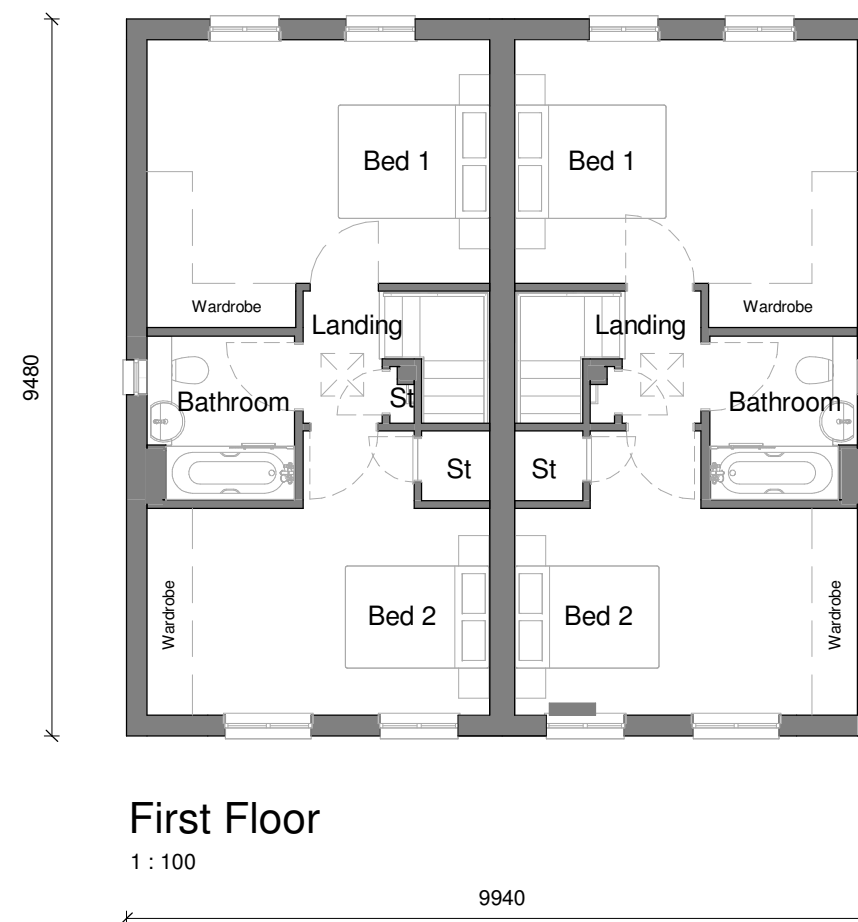 Bed 1
Bed 1
Wardrobe
Wardrobe
Landing
Landing
9480
Bathroom
St
Bathroom
St
St
Wardrobe
Bed 2
Bed 2
Wardrobe
First Floor
1 : 100
9940